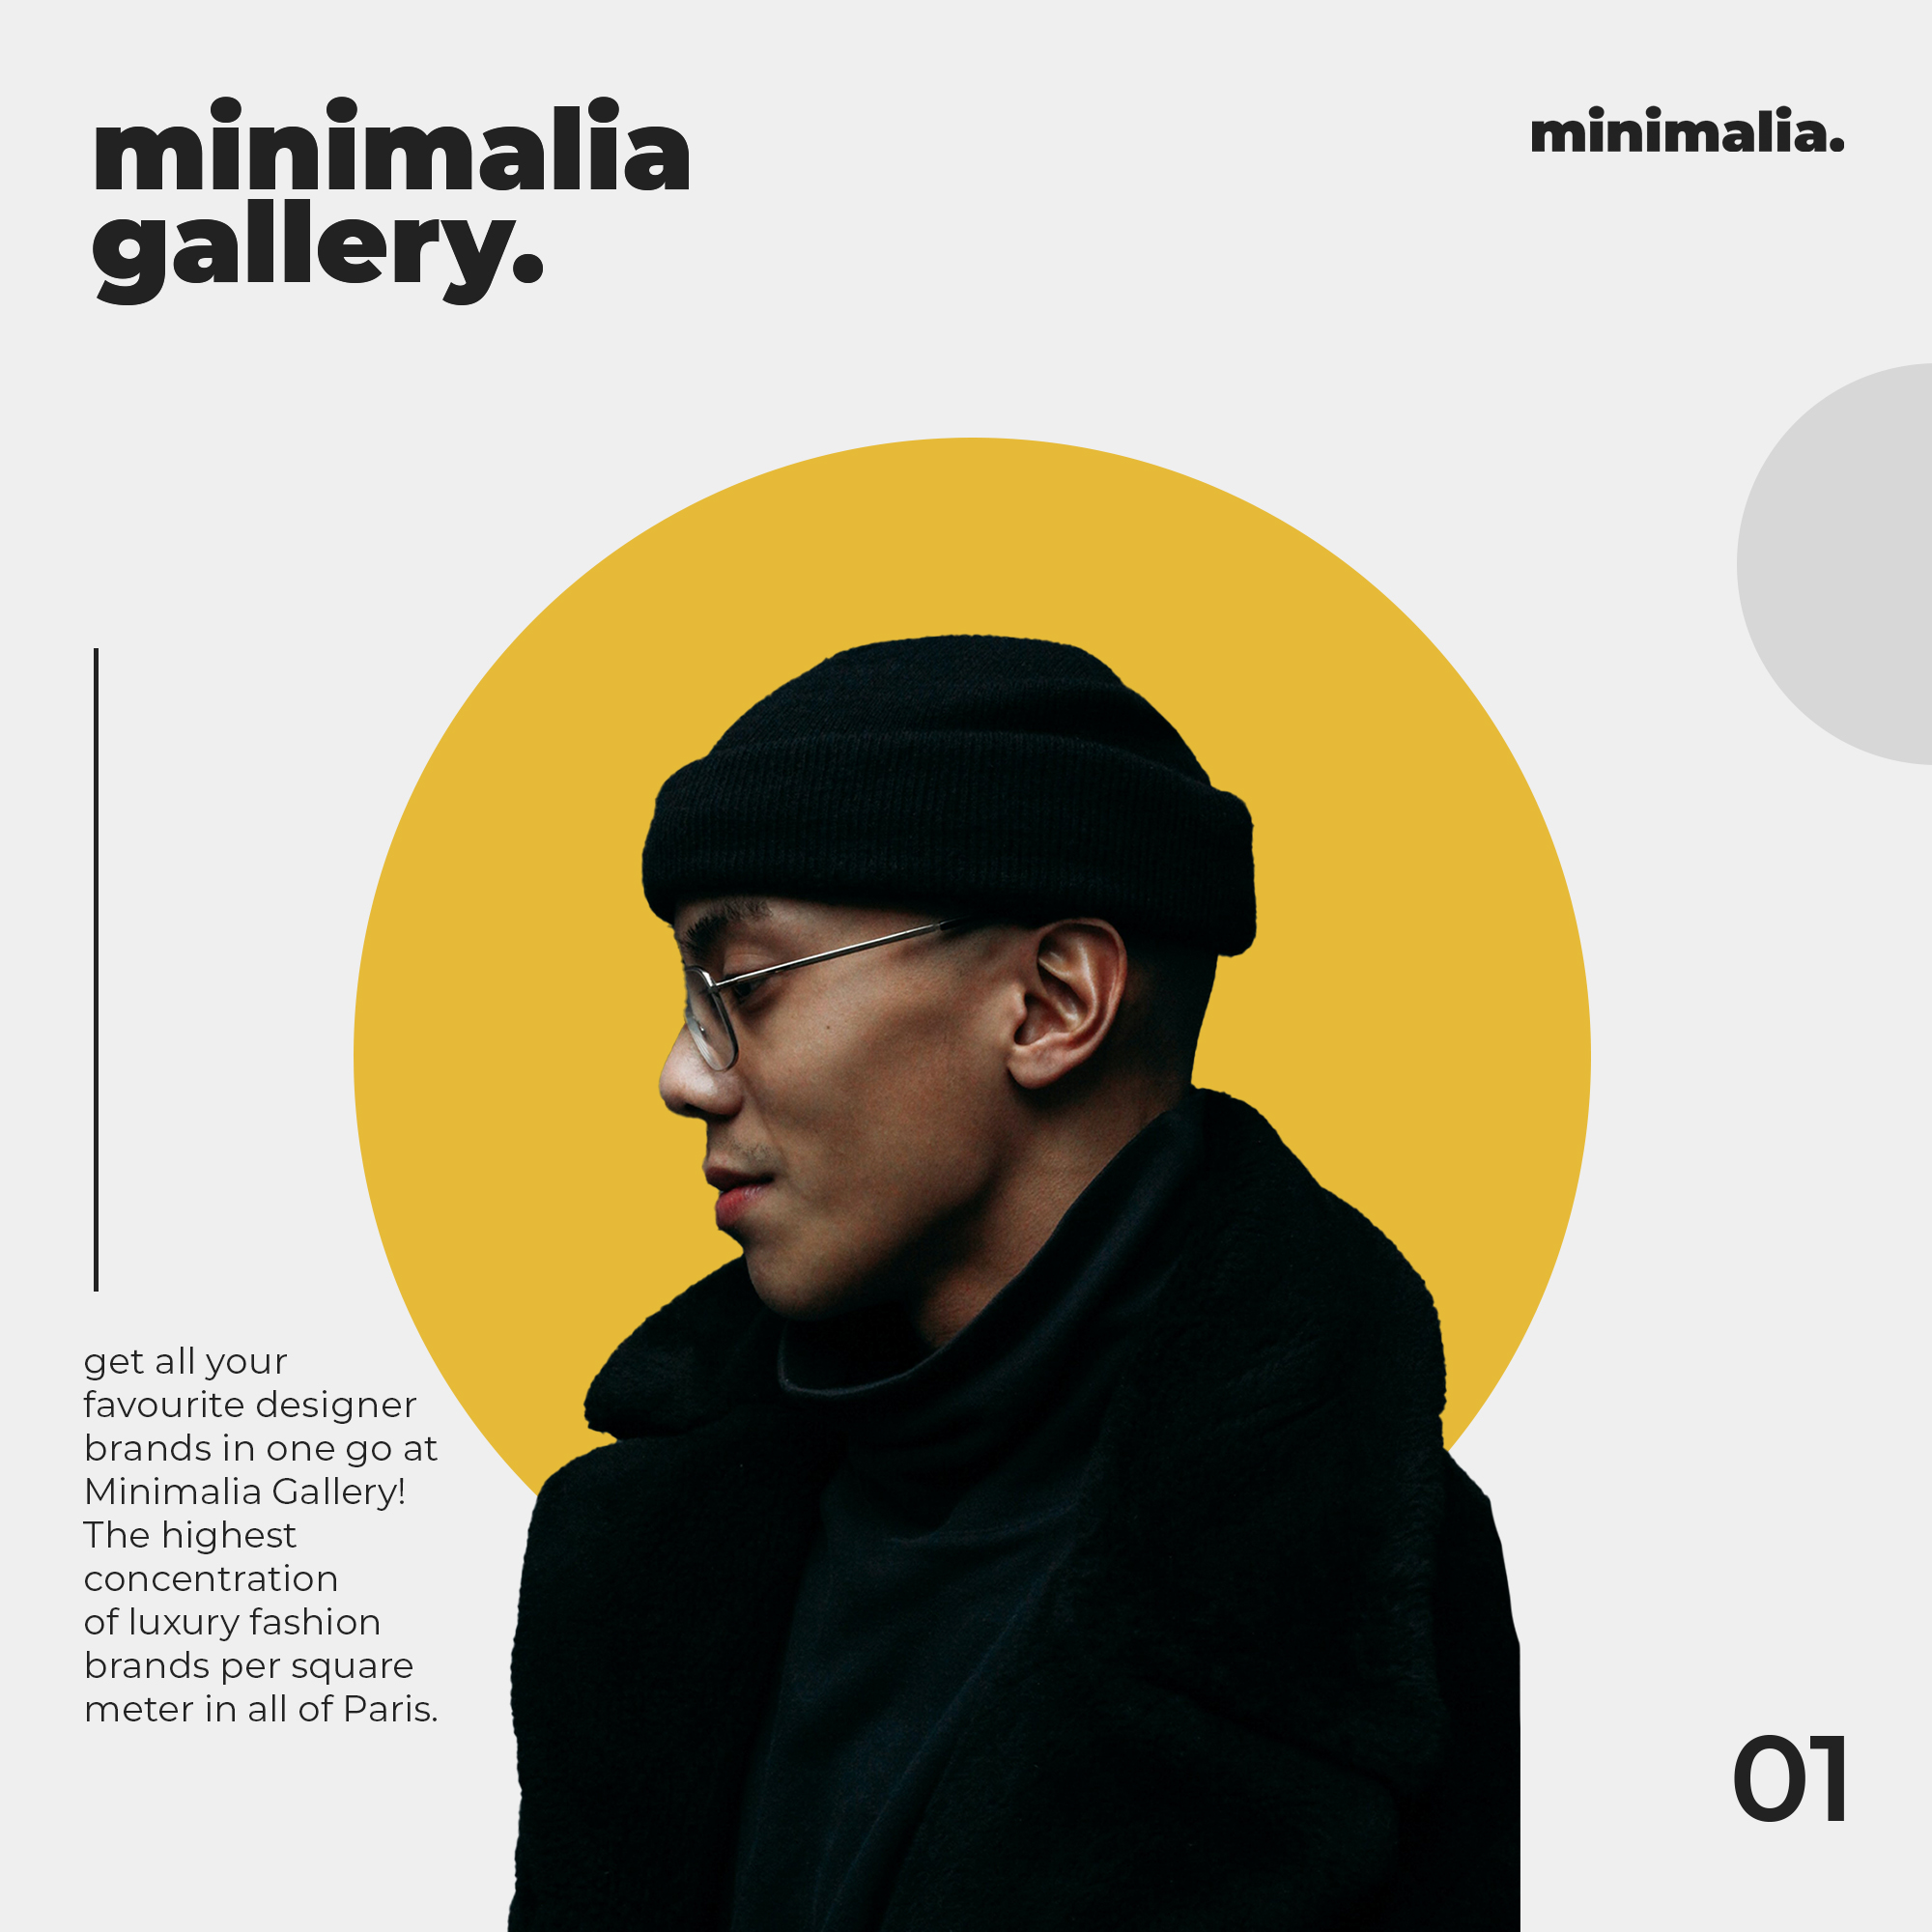 minimalia
gallery.
minimalia.
get all your
favourite designer
brands in one go at
Minimalia Gallery!
The highest
concentration
of luxury fashion
brands per square
meter in all of Paris.
01